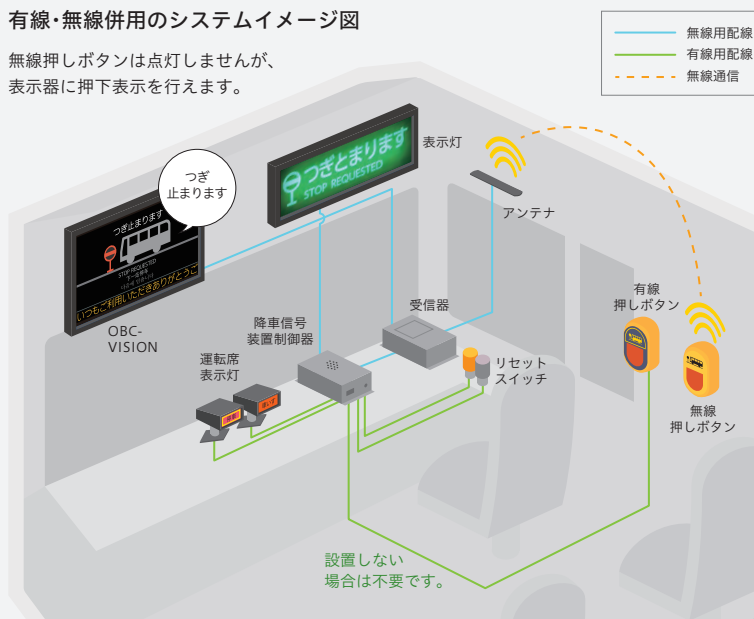 有線・無線併用のシステムイメージ図
無線押しボタンは点灯しませんが、
表示器に押下表示を行えます。
無線用配線
有線用配線
無線通信
つぎとまります
STOP REQUESTED
表示灯
つぎ
止まります
アンテナ
つぎ止まります
STOP REQUESTED
下一站停车
いつもご利用いただきありがとうご
OBC-
VISION
受信器
降車信号
装置制御器
運転席
表示灯
リセット
スイッチ
有線
押しボタン
無線
押しボタン
設置しない
場合は不要です。